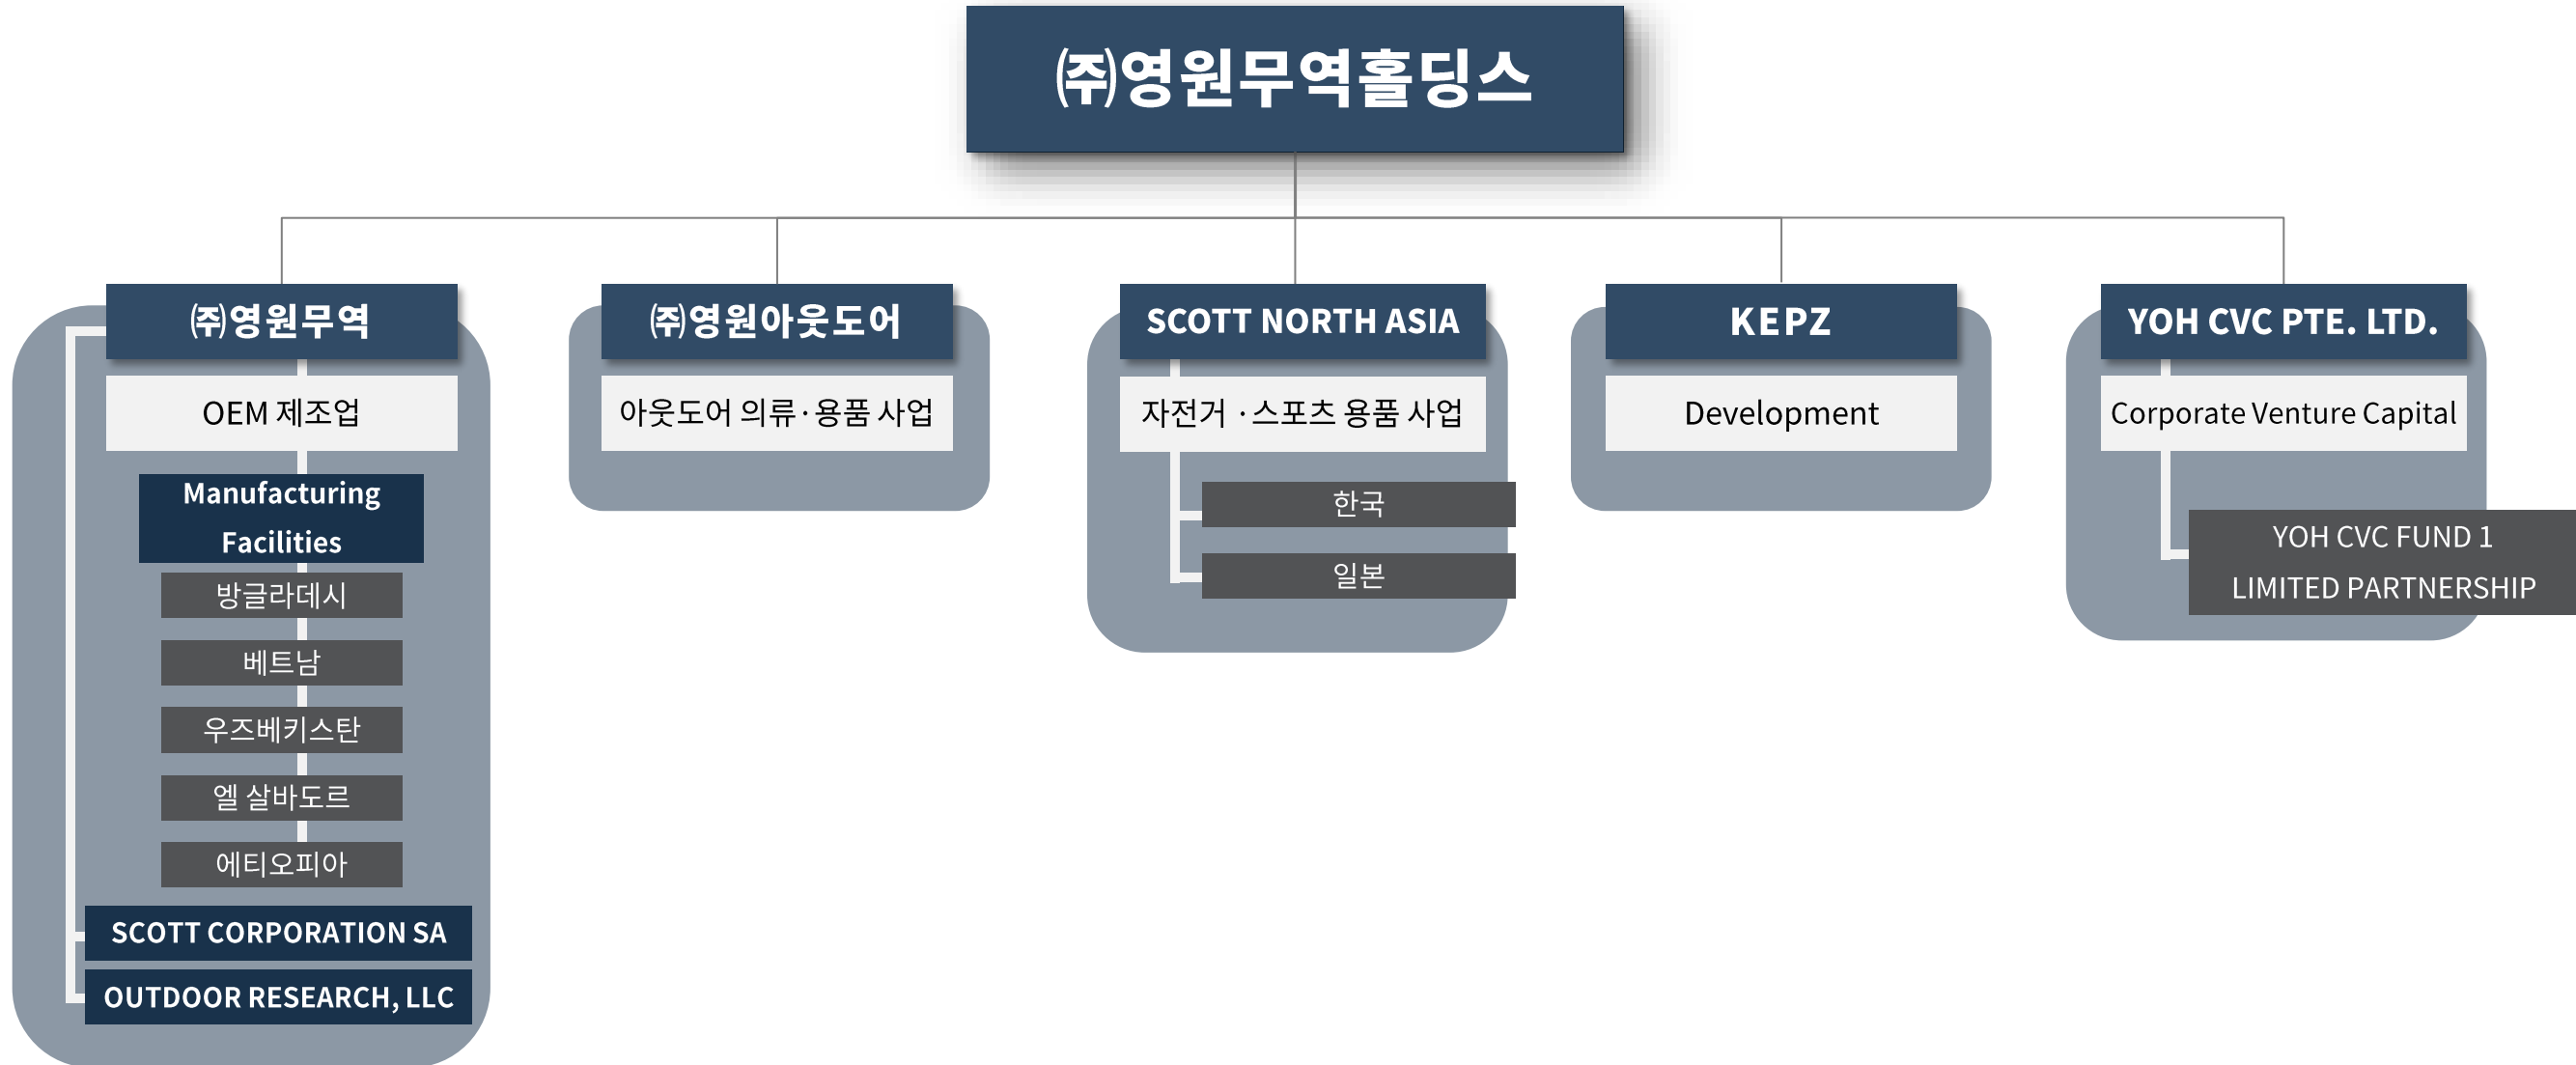 ㈜영원무역홀딩스
㈜영원무역
OEM 제조업
Manufacturing
Facilities
방글라데시
베트남
우즈베키스탄
엘 살바도르
에티오피아
SCOTT CORPORATION SA
OUTDOOR RESEARCH, LLC
㈜영원아웃도어
아웃도어 의류·용품 사업
SCOTT NORTH ASIA
자전거 ·스포츠 용품 사업
한국
일본
KEPZ
Development
YOH CVC PTE. LTD.
Corporate Venture Capital
YOH CVC FUND 1
LIMITED PARTNERSHIP